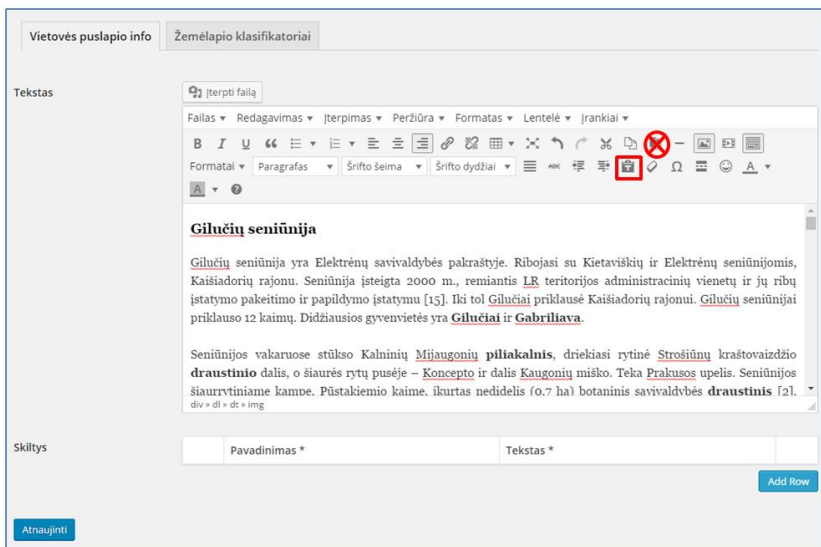 Vietovės puslapio info Žemėlapio klasifikatoriai
Tekstas
Įterpti failą
Failas Redagavimas Įterpimas Peržiūra Formatas Lentelė Įrankiai
B I U
Formatai Paragrafas Šrifto šeima Šrifto dydžiai ABC T Ω A
A ?
Gilučių seniūnija
Gilučių seniūnija yra Elektrėnų savivaldybės pakraštyje. Ribojasi su Kietaviškių ir Elektrėnų seniūnijomis,
Kaišiadorių rajonu. Seniūnija įsteigta 2000 m., remiantis LR teritorijos administracinių vienetų ir jų ribų
įstatymo pakeitimo ir papildymo įstatymu [15]. Iki tol Gilučiai priklausė Kaišiadorių rajonui. Gilučių seniūnijai
priklauso 12 kaimų. Didžiausios gyvenvietės yra Gilučiai ir Gabriliava.
Seniūnijos vakaruose stūkso Kalninių Mijaugonių piliakalnis, driekiasi rytinė Strošiūnų kraštovaizdžio
draustinio dalis, o šiaurės rytų pusėje – Koncepto ir dalis Kaugonių miško. Teka Prakusos upelis. Seniūnijos
šiaurrytiniame kampe, Pūstakiemio kaime, įkurtas nedidelis (0,7 ha) botaninis savivaldybės draustinis [2].
div » dl » dt » img
Skiltys
Pavadinimas * Tekstas *
Add Row
Atnaujinti